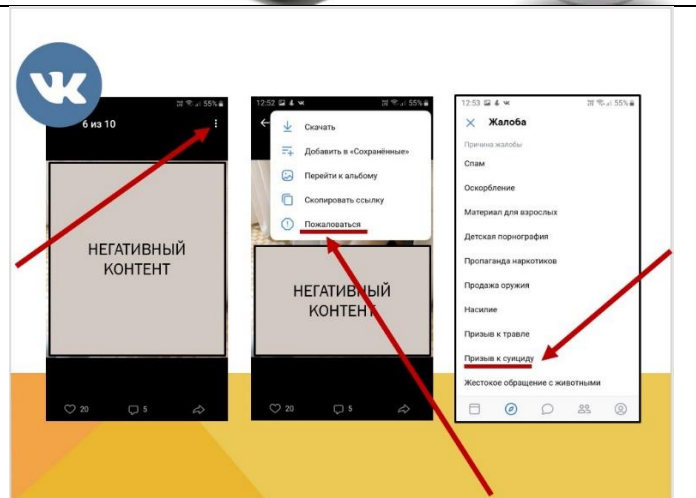 VK
55%
6 из 10
НЕГАТИВНЫЙ
КОНТЕНТ
20
5
12:52
55%
Скачать
Добавить в «Сохранённые»
Перейти к альбому
Скопировать ссылку
Пожаловаться
НЕГАТИВНЫЙ
КОНТЕНТ
20
5
12:53
55%
Жалоба
Причина жалобы
Спам
Оскорбление
Материал для взрослых
Детская порнография
Пропаганда наркотиков
Продажа оружия
Насилие
Призыв к травле
Призыв к суициду
Жестокое обращение с животными